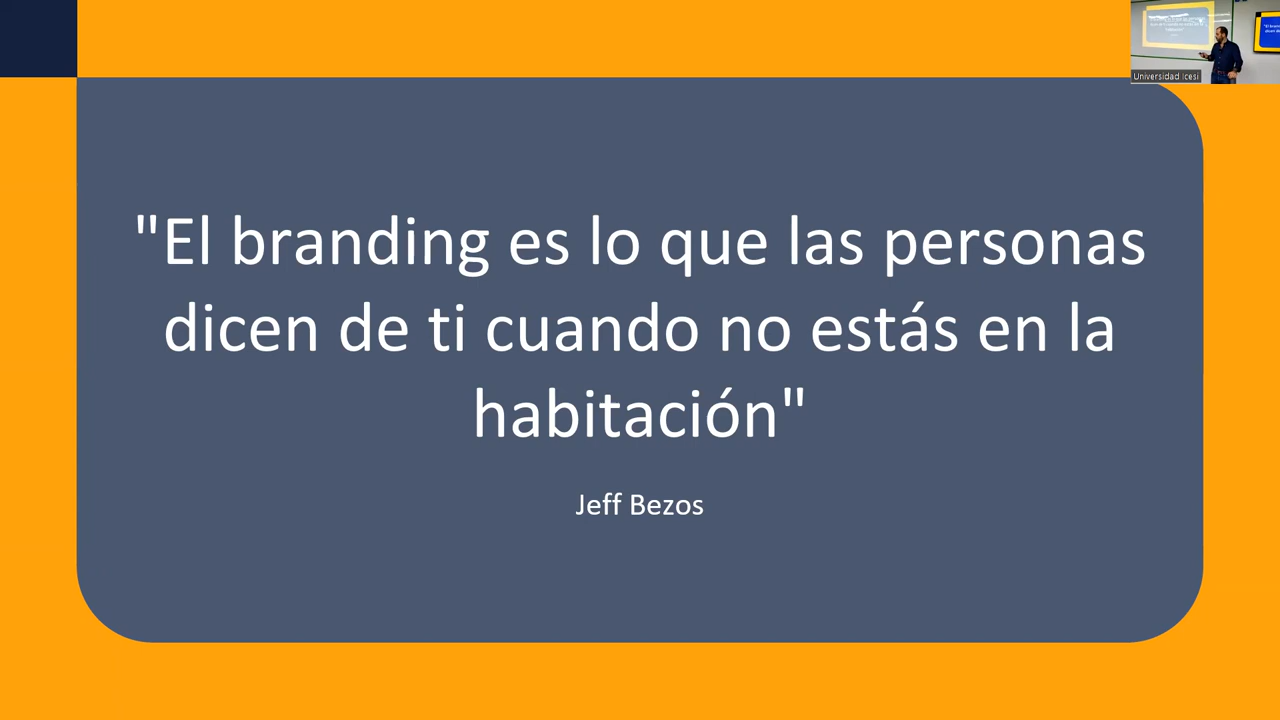 "El branding es lo que las personas
dicen de ti cuando no estás en la
habitación"
Jeff Bezos
Universidad Icesi